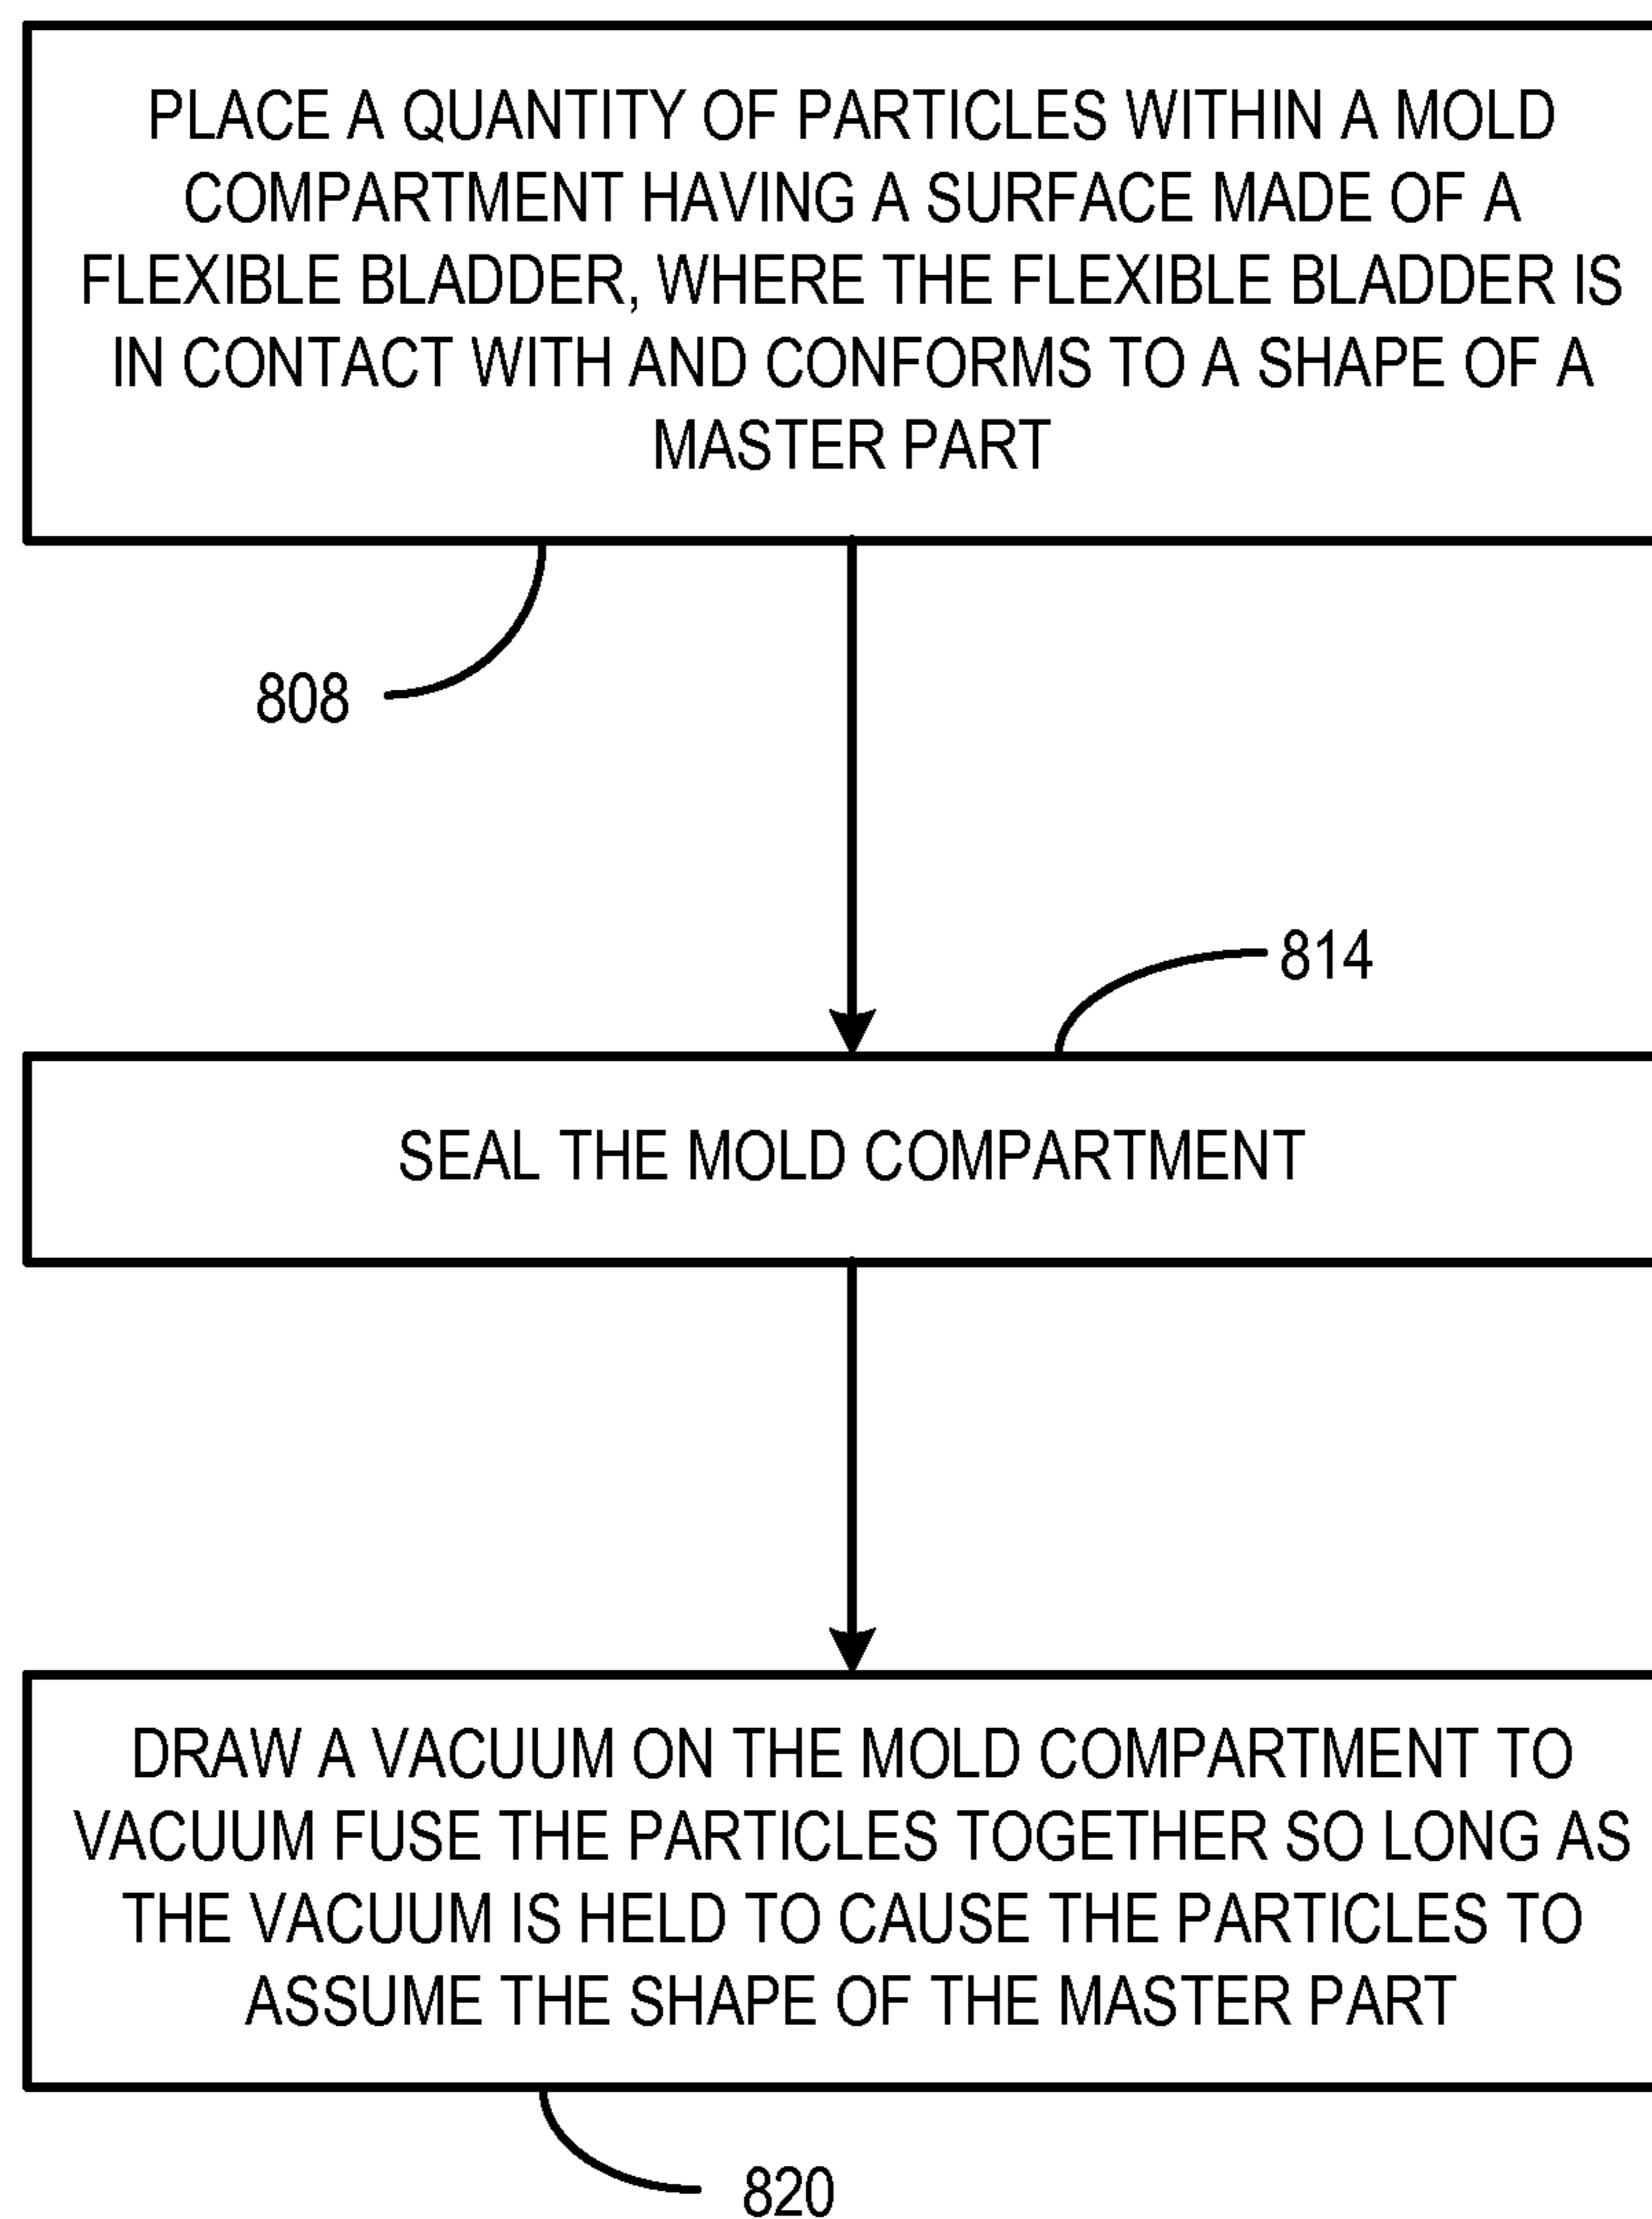 PLACE A QUANTITY OF PARTICLES WITHIN A MOLD
COMPARTMENT HAVING A SURFACE MADE OF A
FLEXIBLE BLADDER, WHERE THE FLEXIBLE BLADDER IS
IN CONTACT WITH AND CONFORMS TO A SHAPE OF A
MASTER PART
808
814
SEAL THE MOLD COMPARTMENT
DRAW A VACUUM ON THE MOLD COMPARTMENT TO
VACUUM FUSE THE PARTICLES TOGETHER SO LONG AS
THE VACUUM IS HELD TO CAUSE THE PARTICLES TO
ASSUME THE SHAPE OF THE MASTER PART
820